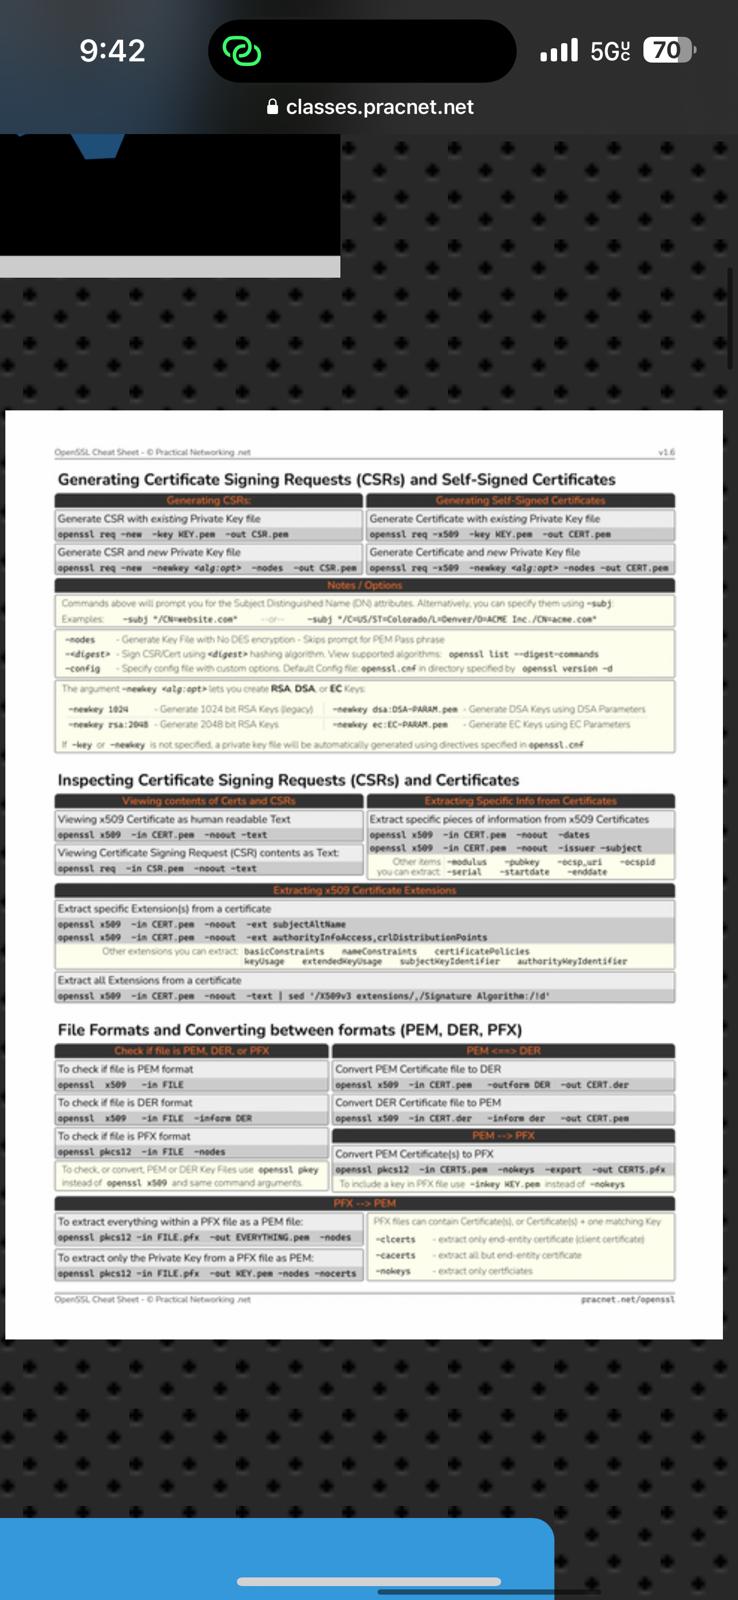 9:42
5GUC
70
classes.pracnet.net
OpenSSL Cheat Sheet - © Practical Networking .net
v1.6
Generating Certificate Signing Requests (CSRs) and Self-Signed Certificates
Generating CSRs:
Generate CSR with existing Private Key file
openssl req -new -key KEY.pem -out CSR.pem
Generate CSR and new Private Key file
openssl req -new -newkey <alg:opt> -nodes -out CSR.pem
Generating Self-Signed Certificates
Generate Certificate with existing Private Key file
openssl req -x509 -key KEY.pem -out CERT.pem
Generate Certificate and new Private Key file
openssl req -x509 -newkey <alg:opt> -nodes -out CERT.pem
Notes / Options
Commands above will prompt you for the Subject Distinguished Name (DN) attributes. Alternatively, you can specify them using -subj:
Examples: -subj "/CN=website.com" --or-- -subj "/C=US/ST=Colorado/L=Denver/O=ACME Inc./CN=acme.com"
-nodes - Generate Key File with No DES encryption - Skips prompt for PEM Pass phrase
-<digest> - Sign CSR/Cert using <digest> hashing algorithm. View supported algorithms: openssl list --digest-commands
-config - Specify config file with custom options. Default Config file: openssl.cnf in directory specified by openssl version -d
The argument -newkey <alg:opt> lets you create RSA, DSA, or EC Keys:
-newkey 1024 - Generate 1024 bit RSA Keys (legacy) -newkey dsa:DSA-PARAM.pem - Generate DSA Keys using DSA Parameters
-newkey rsa:2048 - Generate 2048 bit RSA Keys -newkey ec:EC-PARAM.pem - Generate EC Keys using EC Parameters
If -key or -newkey is not specified, a private key file will be automatically generated using directives specified in openssl.cnf
Inspecting Certificate Signing Requests (CSRs) and Certificates
Viewing contents of Certs and CSRs
Viewing x509 Certificate as human readable Text
openssl x509 -in CERT.pem -noout -text
Viewing Certificate Signing Request (CSR) contents as Text:
openssl req -in CSR.pem -noout -text
Extracting Specific Info from Certificates
Extract specific pieces of information from x509 Certificates
openssl x509 -in CERT.pem -noout -dates
openssl x509 -in CERT.pem -noout -issuer -subject
Other items -modulus -pubkey -ocsp_uri -ocspid
you can extract: -serial -startdate -enddate
Extracting x509 Certificate Extensions
Extract specific Extension(s) from a certificate
openssl x509 -in CERT.pem -noout -ext subjectAltName
openssl x509 -in CERT.pem -noout -ext authorityInfoAccess,crlDistributionPoints
Other extensions you can extract: basicConstraints nameConstraints certificatePolicies
keyUsage extendedKeyUsage subjectKeyIdentifier authorityKeyIdentifier
Extract all Extensions from a certificate
openssl x509 -in CERT.pem -noout -text | sed '/X509v3 extensions/,/Signature Algorithm:/!d'
File Formats and Converting between formats (PEM, DER, PFX)
Check if file is PEM, DER, or PFX
To check if file is PEM format
openssl x509 -in FILE
To check if file is DER format
openssl x509 -in FILE -inform DER
To check if file is PFX format
openssl pkcs12 -in FILE -nodes
To check, or convert, PEM or DER Key Files use openssl pkey
instead of openssl x509 and same command arguments.
PEM <==> DER
Convert PEM Certificate file to DER
openssl x509 -in CERT.pem -outform DER -out CERT.der
Convert DER Certificate file to PEM
openssl x509 -in CERT.der -inform der -out CERT.pem
PEM --> PFX
Convert PEM Certificate(s) to PFX
openssl pkcs12 -in CERTS.pem -nokeys -export -out CERTS.pfx
To include a key in PFX file use -inkey KEY.pem instead of -nokeys
PFX --> PEM
To extract everything within a PFX file as a PEM file:
openssl pkcs12 -in FILE.pfx -out EVERYTHING.pem -nodes
To extract only the Private Key from a PFX file as PEM:
openssl pkcs12 -in FILE.pfx -out KEY.pem -nodes -nocerts
PFX files can contain Certificate(s), or Certificate(s) + one matching Key
-clcerts - extract only end-entity certificate (client certificate)
-cacerts - extract all but end-entity certificate
-nokeys - extract only certficiates
OpenSSL Cheat Sheet - © Practical Networking .net
pracnet.net/openssl